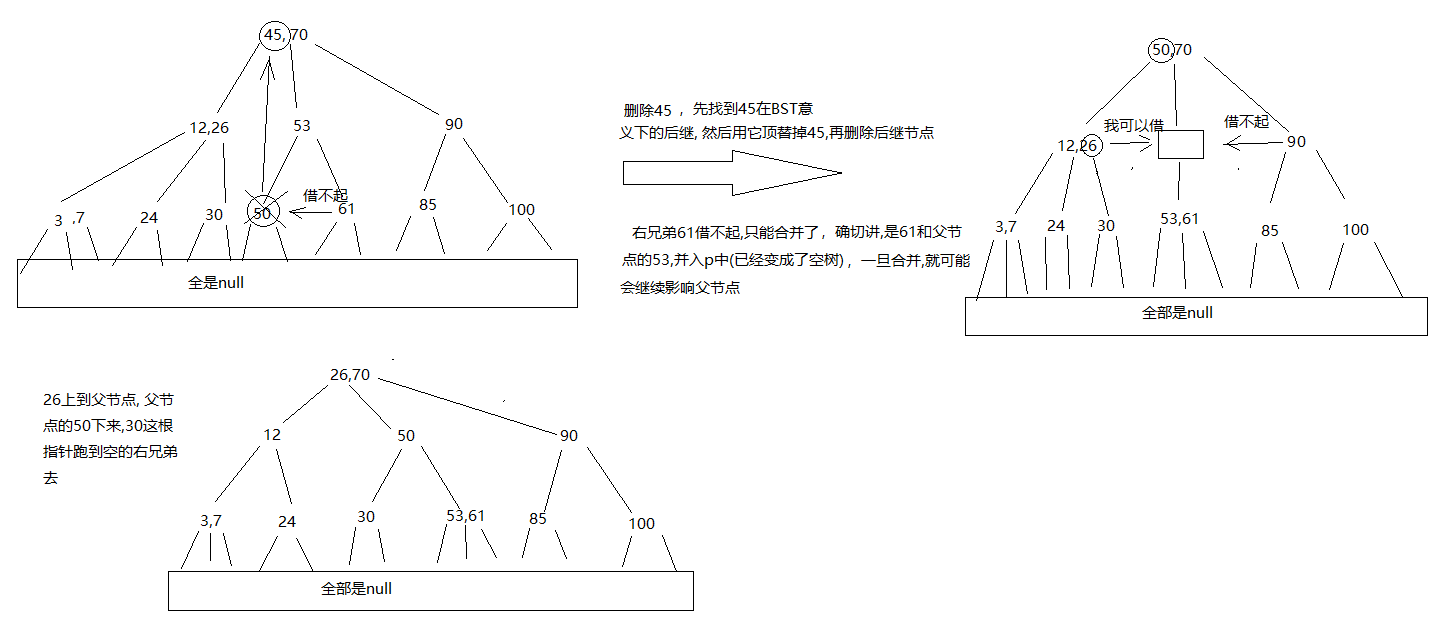 45, 70
12,26 53 90
借不起
3 ,7 24 30 50 61 85 100
全是null
删除45 ，先找到45在BST意
义下的后继, 然后用它顶替掉45,再删除后继节点
右兄弟61借不起,只能合并了，确切讲,是61和父节
点的53,并入p中(已经变成了空树) ，一旦合并,就可能
会继续影响父节点
50,70
我可以借 借不起
12,26 90
3,7 24 30 53,61 85 100
全部是null
26上到父节点, 父节
点的50下来,30这根
指针跑到空的右兄弟
去
26,70
12 50 90
3,7 24 30 53,61 85 100
全部是null